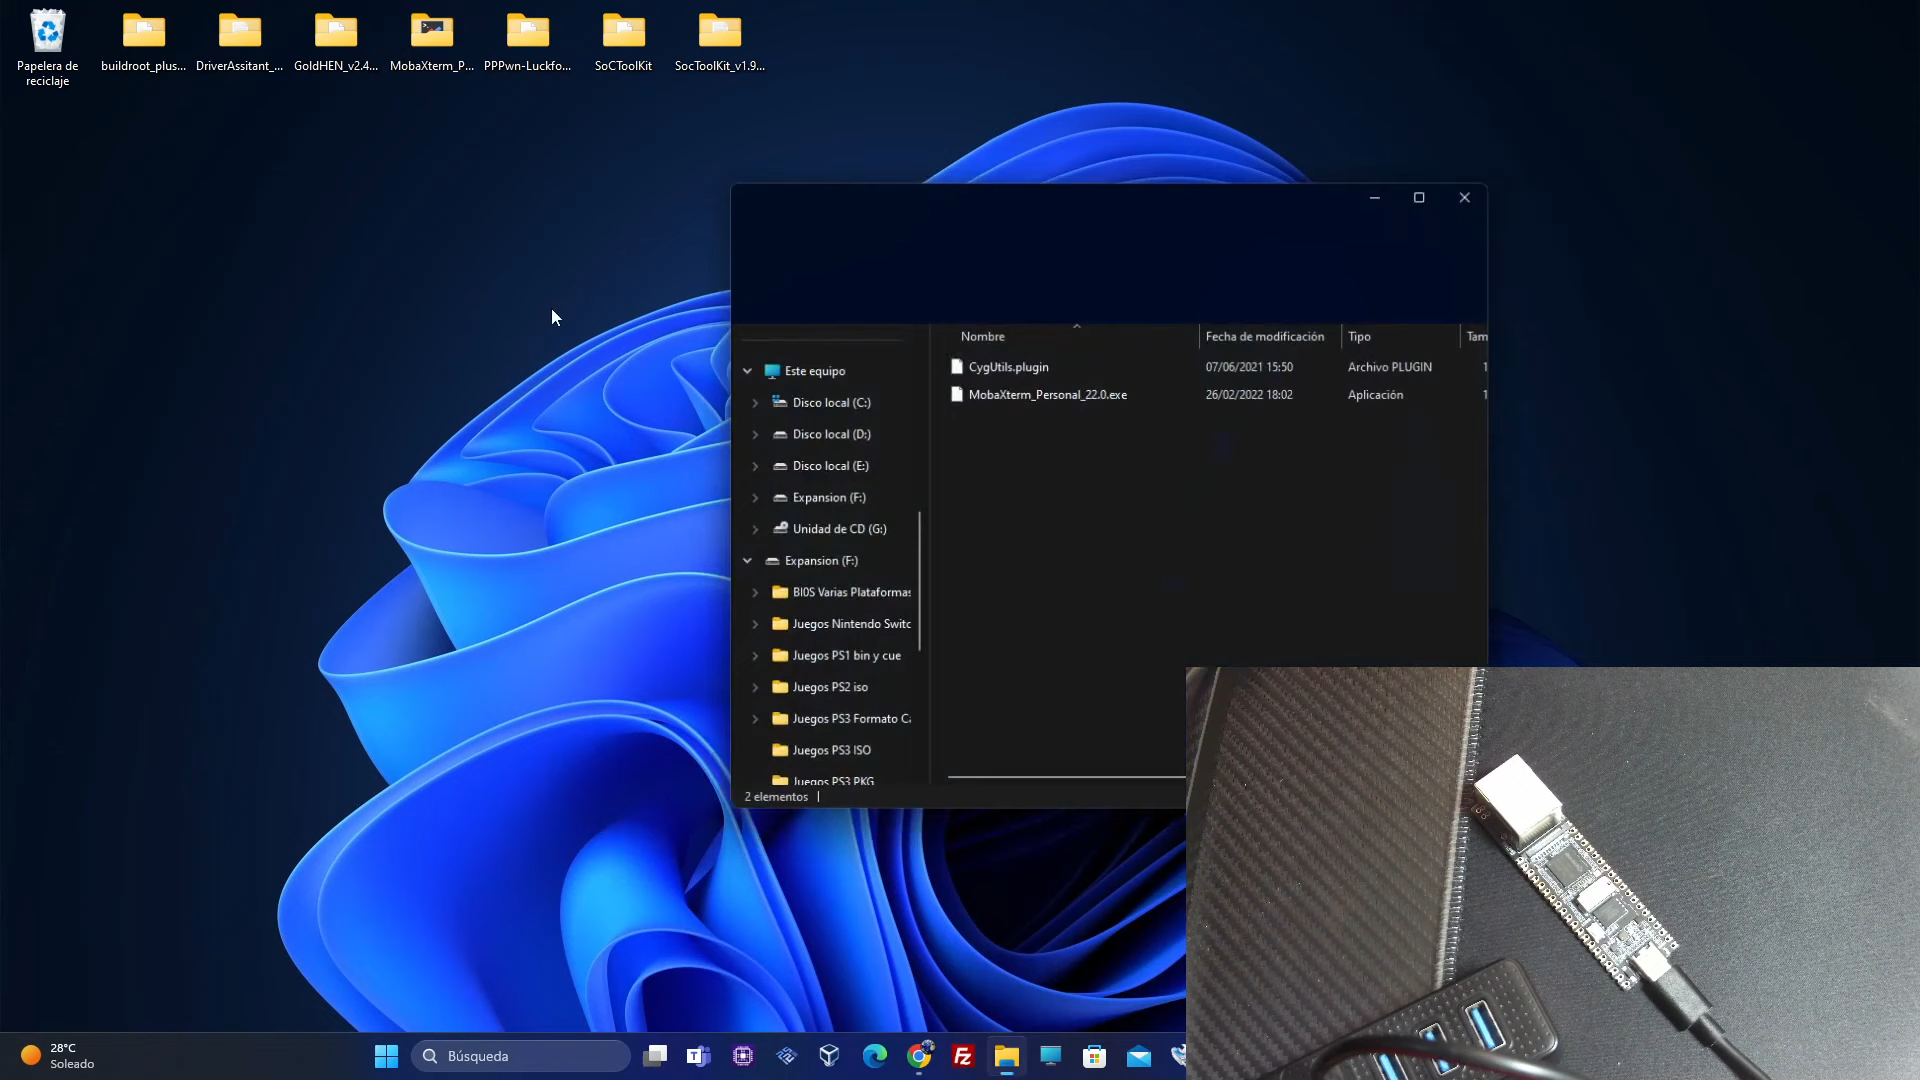 Papelera de
reciclaje
buildroot_plus...
DriverAssitant_...
GoldHEN_v2.4...
MobaXterm_P...
PPPwn-Luckfo...
SoCToolKit
SocToolKit_v1.9...
Nombre
Fecha de modificación
Tipo
Tam
CygUtils.plugin
07/06/2021 15:50
Archivo PLUGIN
1
MobaXterm_Personal_22.0.exe
26/02/2022 18:02
Aplicación
1
Este equipo
Disco local (C:)
Disco local (D:)
Disco local (E:)
Expansion (F:)
Unidad de CD (G:)
Expansion (F:)
BI0S Varias Plataformas
Juegos Nintendo Switc
Juegos PS1 bin y cue
Juegos PS2 iso
Juegos PS3 Formato Ca
Juegos PS3 ISO
Juegos PS3 PKG
2 elementos
28°C
Soleado
Búsqueda